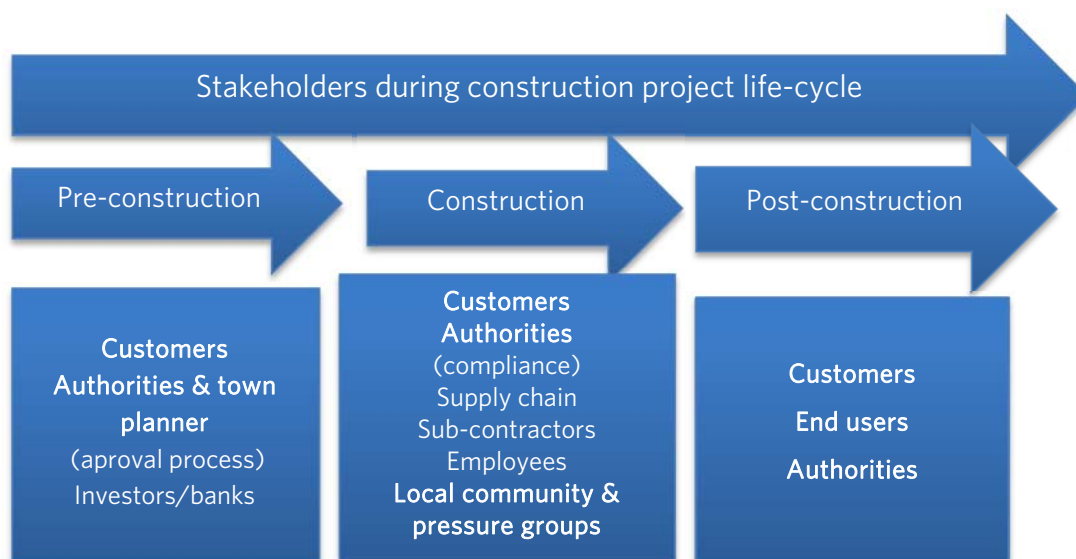 Stakeholders during construction project life-cycle
Pre-construction
Construction
Post-construction
Customers
Authorities & town
planner
(aproval process)
Investors/banks
Customers
Authorities
(compliance)
Supply chain
Sub-contractors
Employees
Local community &
pressure groups
Customers
End users
Authorities